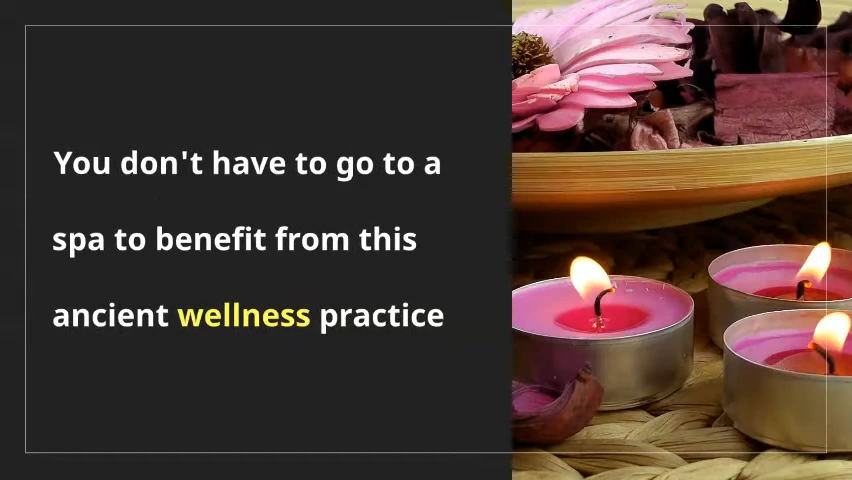 You don't have to go to a
spa to benefit from this
ancient wellness practice